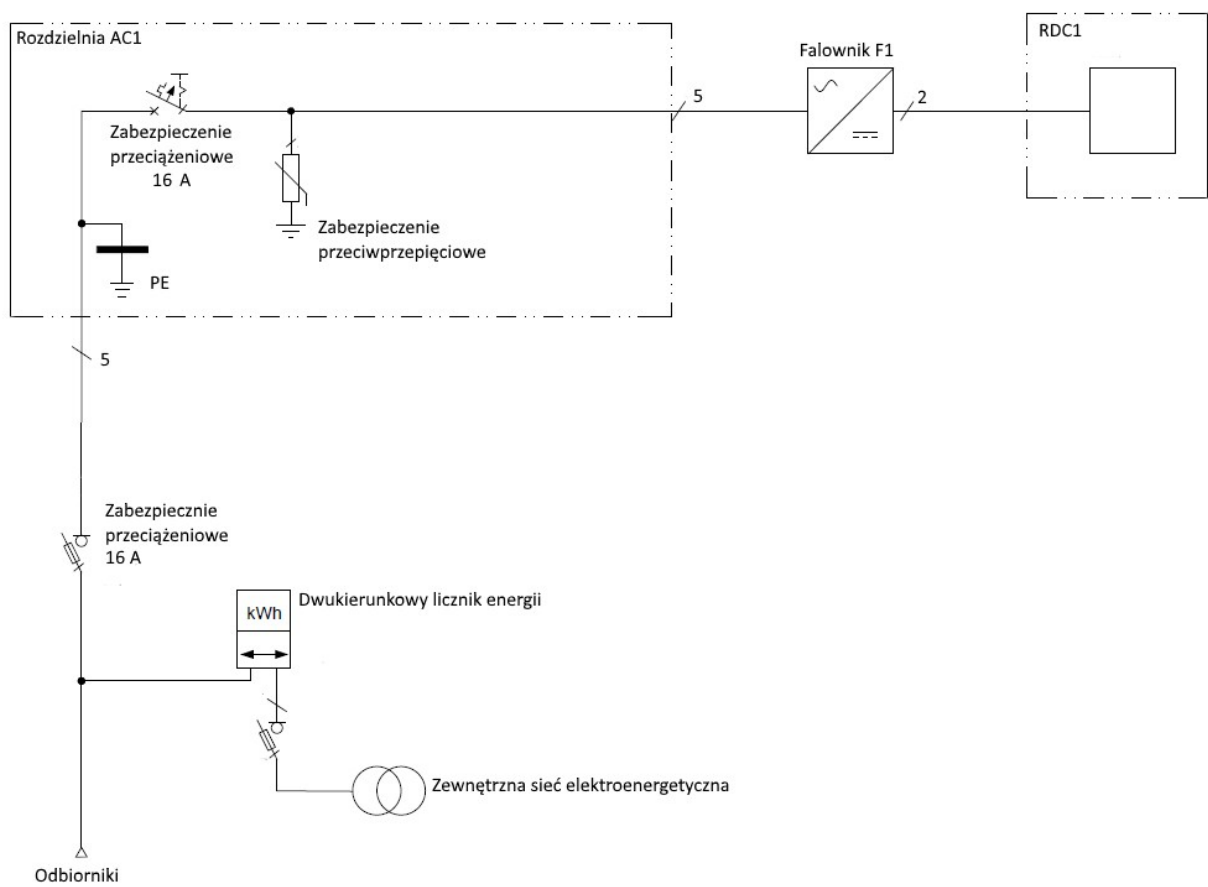 Rozdzielnia AC1
RDC1
Falownik F1
5
2
Zabezpieczenie
przeciążeniowe
16 A
Zabezpieczenie
przeciwprzepięciowe
PE
5
Zabezpiecznie
przeciążeniowe
16 A
Dwukierunkowy licznik energii
kWh
Zewnętrzna sieć elektroenergetyczna
Odbiorniki